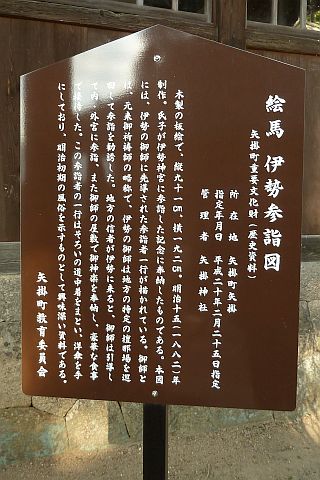 絵馬 伊勢参詣図
矢掛町重要文化財(歴史資料)
所在地 矢掛町矢掛
指定年月日 平成二十年二月二十五日指定
管理者 矢掛神社
木製の板絵で、縦九十一㎝、横一九二㎝。明治十五(一八八二)年
制作。氏子が伊勢神宮に参詣した記念に奉納したものである。本図
には、伊勢の御師に先導された参詣者一行が描かれている。御師と
は、元来御祈祷師の略称で、伊勢の御師は地方の特定の檀那場を巡
回して参詣を勧誘した。地方の信者が伊勢に来ると、御師は引導し
て内・外宮に参詣、また御師の屋敷で御神楽を奉納し、豪華な食事
で接待した。この参詣者の一行はそろいの道中着をまとい、洋傘を手
にしており、明治初期の風俗を示すものとして興味深い資料である。
矢掛町教育委員会